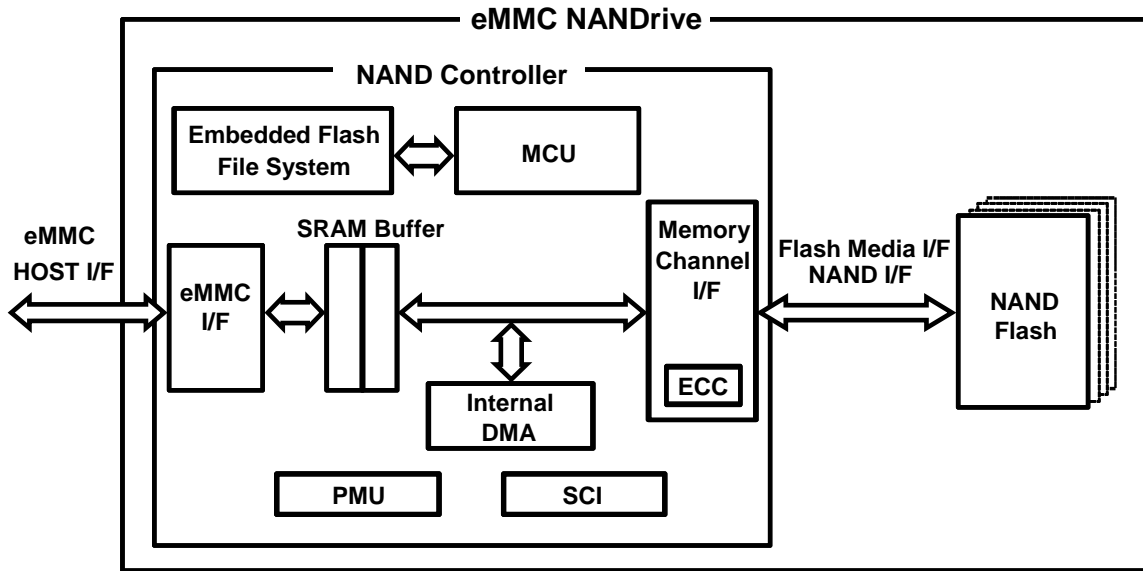 eMMC NANDrive
NAND Controller
Embedded Flash
File System
MCU
eMMC
HOST I/F
eMMC
I/F
SRAM Buffer
Internal
DMA
Memory
Channel
I/F
ECC
Flash Media I/F
NAND I/F
NAND
Flash
PMU
SCI